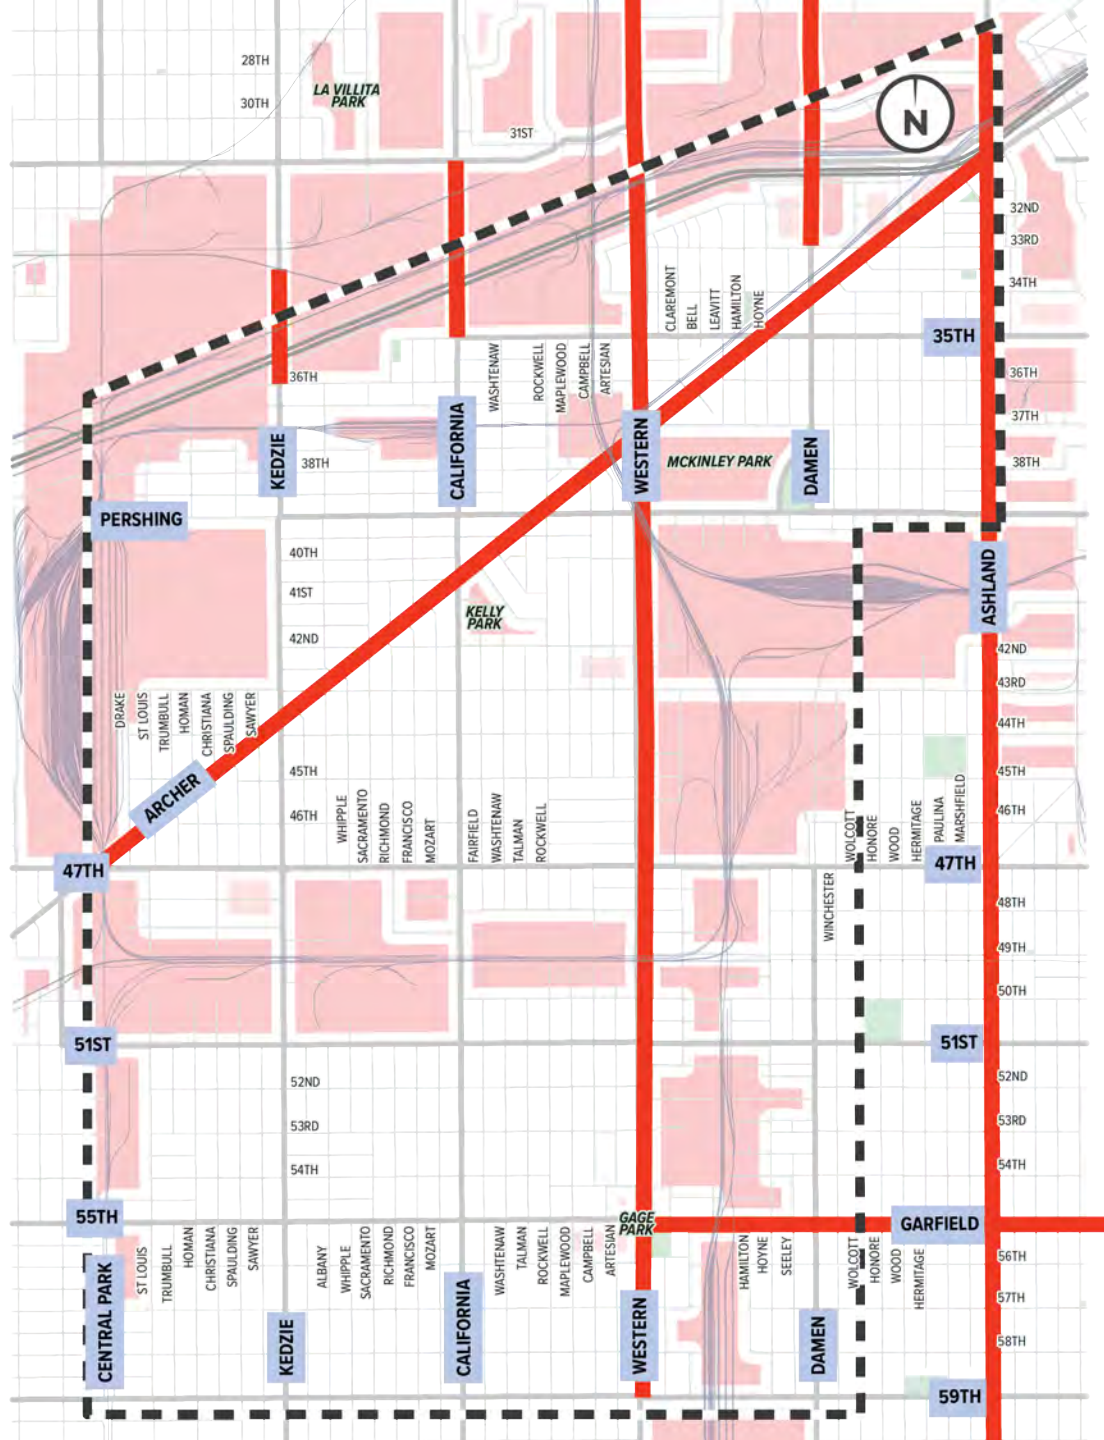 28TH
LA VILLITA
PARK
30TH
N
31ST
32ND
33RD
34TH
CLAREMONT
BELL
LEAVITT
HAMILTON
HOYNE
35TH
36TH
WASHTENAW
ROCKWELL
MAPLEWOOD
CAMPBELL
ARTESIAN
36TH
37TH
KEDZIE
CALIFORNIA
WESTERN
DAMEN
38TH
MCKINLEY PARK
38TH
PERSHING
40TH
41ST
42ND
KELLY
PARK
ASHLAND
42ND
43RD
44TH
DRAKE
ST LOUIS
TRUMBULL
HOMAN
CHRISTIANA
SPAULDING
SAWYER
ARCHER
45TH
46TH
45TH
46TH
WHIPPLE
SACRAMENTO
RICHMOND
FRANCISCO
MOZART
FAIRFIELD
WASHTENAW
TALMAN
ROCKWELL
WOLCOTT
HONORE
WOOD
HERMITAGE
PAULINA
MARSHFIELD
47TH
47TH
WINCHESTER
48TH
49TH
50TH
51ST
51ST
52ND
53RD
54TH
52ND
53RD
54TH
55TH
GAGE
PARK
GARFIELD
ST LOUIS
TRUMBULL
HOMAN
CHRISTIANA
SPAULDING
SAWYER
ALBANY
WHIPPLE
SACRAMENTO
RICHMOND
FRANCISCO
MOZART
WASHTENAW
TALMAN
ROCKWELL
MAPLEWOOD
CAMPBELL
ARTESIAN
HAMILTON
HOYNE
SEELEY
WOLCOTT
HONORE
WOOD
HERMITAGE
56TH
57TH
58TH
CENTRAL PARK
KEDZIE
CALIFORNIA
WESTERN
DAMEN
59TH